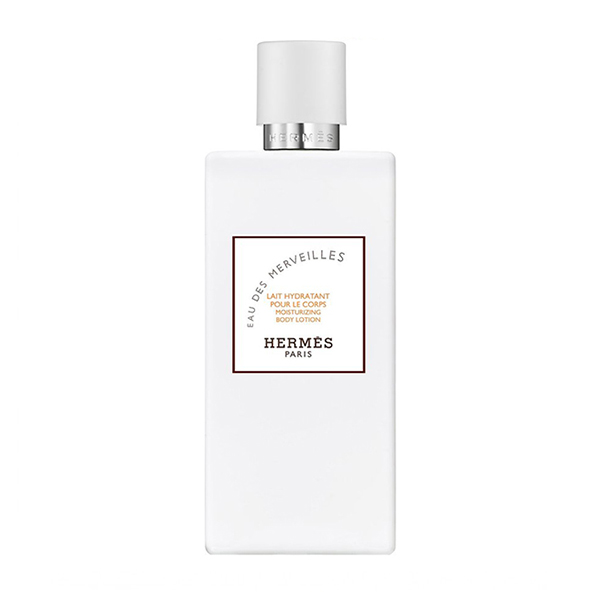 HERMÈS
EAU DES MERVEILLES
LAIT HYDRATANT
POUR LE CORPS
MOISTURIZING
BODY LOTION
HERMÈS
PARIS